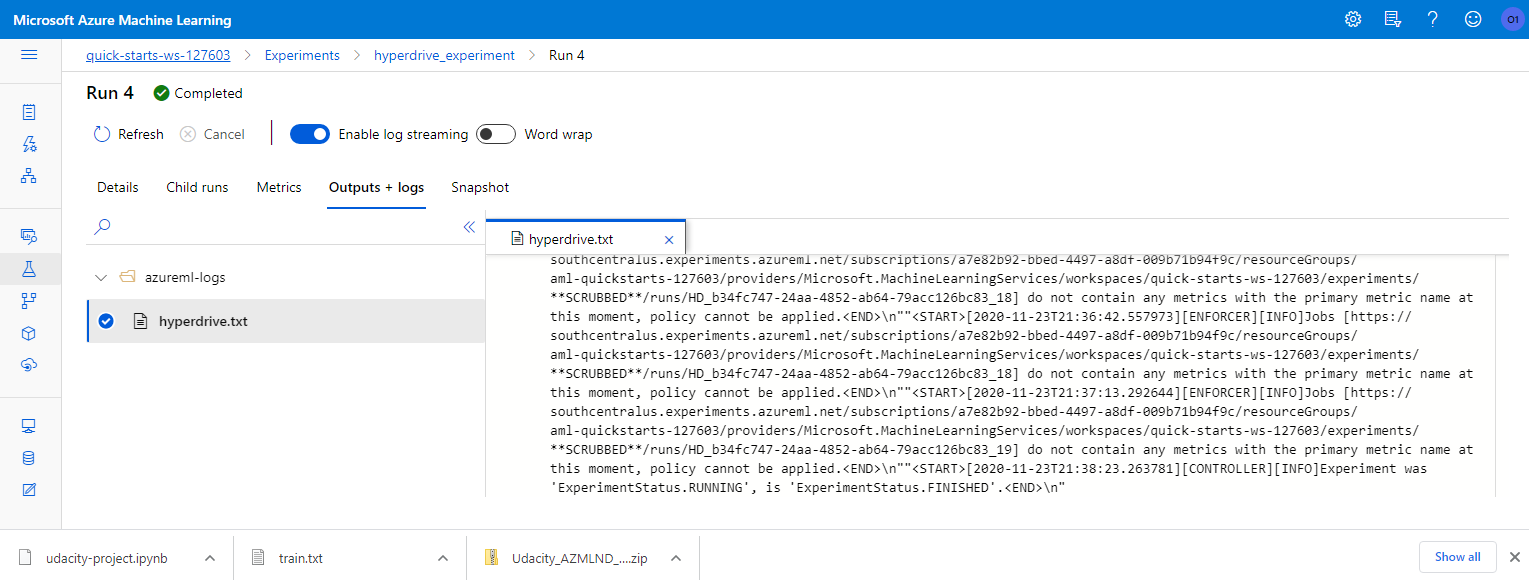 Microsoft Azure Machine Learning
O1
quick-starts-ws-127603 > Experiments > hyperdrive_experiment > Run 4
Run 4 Completed
Refresh Cancel Enable log streaming Word wrap
Details Child runs Metrics Outputs + logs Snapshot
hyperdrive.txt
azureml-logs
hyperdrive.txt
southcentralus.experiments.azureml.net/subscriptions/a7e82b92-bbed-4497-a8df-009b71b94f9c/resourceGroups/
aml-quickstarts-127603/providers/Microsoft.MachineLearningServices/workspaces/quick-starts-ws-127603/experiments/
**SCRUBBED**/runs/HD_b34fc747-24aa-4852-ab64-79acc126bc83_18] do not contain any metrics with the primary metric name at
this moment, policy cannot be applied.<END>\n""<START>[2020-11-23T21:36:42.557973][ENFORCER][INFO]Jobs [https://
southcentralus.experiments.azureml.net/subscriptions/a7e82b92-bbed-4497-a8df-009b71b94f9c/resourceGroups/
aml-quickstarts-127603/providers/Microsoft.MachineLearningServices/workspaces/quick-starts-ws-127603/experiments/
**SCRUBBED**/runs/HD_b34fc747-24aa-4852-ab64-79acc126bc83_18] do not contain any metrics with the primary metric name at
this moment, policy cannot be applied.<END>\n""<START>[2020-11-23T21:37:13.292644][ENFORCER][INFO]Jobs [https://
southcentralus.experiments.azureml.net/subscriptions/a7e82b92-bbed-4497-a8df-009b71b94f9c/resourceGroups/
aml-quickstarts-127603/providers/Microsoft.MachineLearningServices/workspaces/quick-starts-ws-127603/experiments/
**SCRUBBED**/runs/HD_b34fc747-24aa-4852-ab64-79acc126bc83_19] do not contain any metrics with the primary metric name at
this moment, policy cannot be applied.<END>\n""<START>[2020-11-23T21:38:23.263781][CONTROLLER][INFO]Experiment was
'ExperimentStatus.RUNNING', is 'ExperimentStatus.FINISHED'.<END>\n"
udacity-project.ipynb train.txt Udacity_AZMLND_....zip Show all